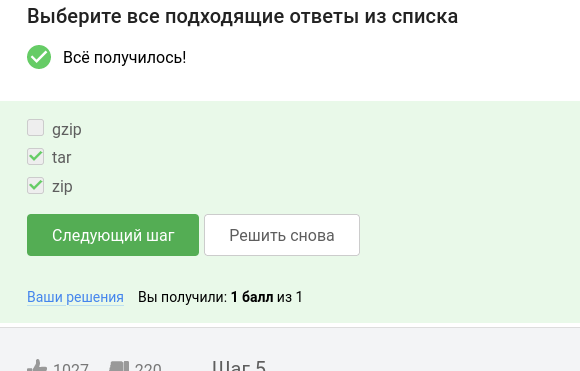 Выберите все подходящие ответы из списка
Всё получилось!
gzip
tar
zip
Следующий шаг Решить снова
Ваши решения Вы получили: 1 балл из 1
1027 220 Шаг 5